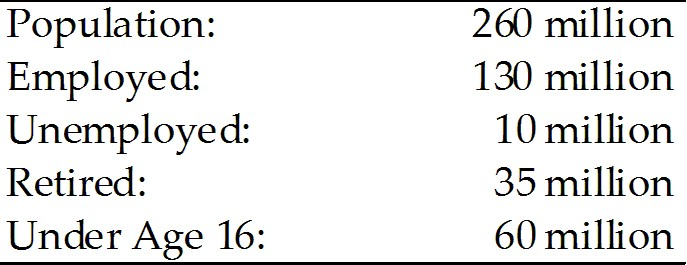 Population: 260 million
Employed: 130 million
Unemployed: 10 million
Retired: 35 million
Under Age 16: 60 million